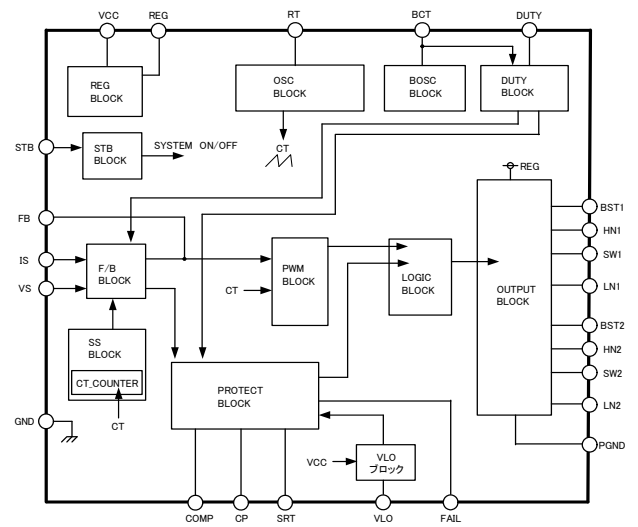 VCC
REG
RT
BCT
DUTY
REG
BLOCK
OSC
BLOCK
BOSC
BLOCK
DUTY
BLOCK
STB
STB
BLOCK
SYSTEM ON/OFF
CT
REG
FB
IS
VS
F/B
BLOCK
PWM
BLOCK
CT
LOGIC
BLOCK
OUTPUT
BLOCK
BST1
HN1
SW1
LN1
BST2
HN2
SW2
LN2
PGND
SS
BLOCK
CT_COUNTER
CT
GND
PROTECT
BLOCK
VCC
VLO
ブロック
COMP
CP
SRT
VLO
FAIL